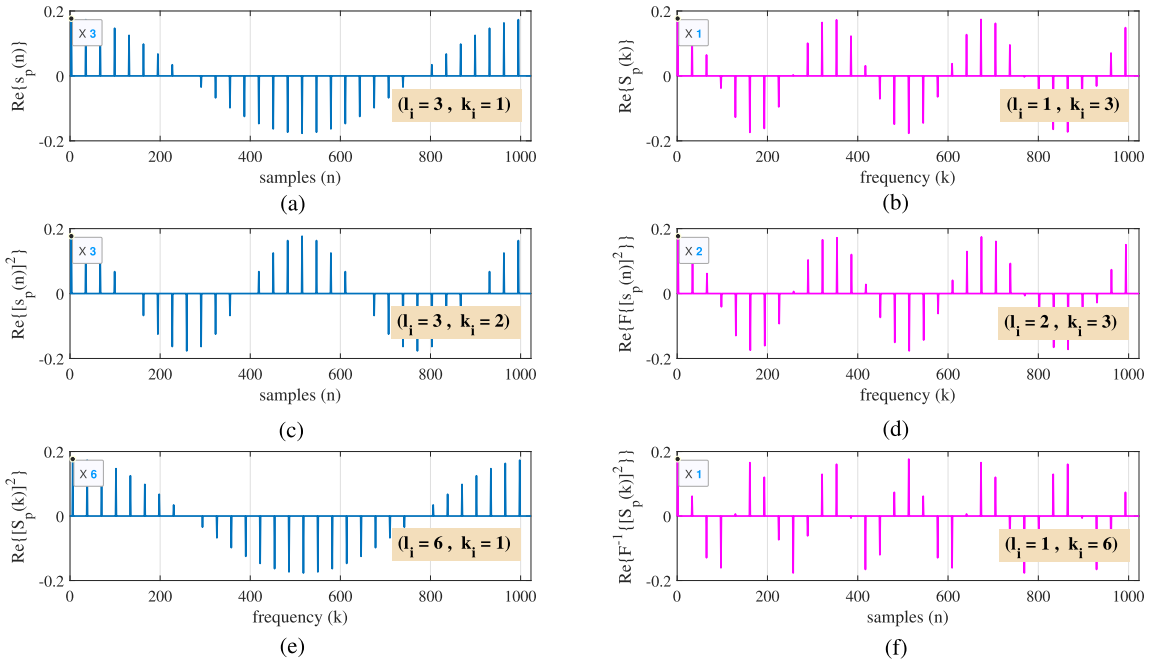 0.2
0
-0.2
Re{s_p(n)}
X 3
(l_i = 3 , k_i = 1)
0 200 400 600 800 1000
samples (n)
(a)
0.2
0
-0.2
Re{S_p(k)}
X 1
(l_i = 1 , k_i = 3)
0 200 400 600 800 1000
frequency (k)
(b)
0.2
0
-0.2
Re{[s_p(n)]^2}
X 3
(l_i = 3 , k_i = 2)
0 200 400 600 800 1000
samples (n)
(c)
0.2
0
-0.2
Re{F{[s_p(n)]^2}}
X 2
(l_i = 2 , k_i = 3)
0 200 400 600 800 1000
frequency (k)
(d)
0.2
0
-0.2
Re{[S_p(k)]^2}
X 6
(l_i = 6 , k_i = 1)
0 200 400 600 800 1000
frequency (k)
(e)
0.2
0
-0.2
Re{F^-1{[S_p(k)]^2}}
X 1
(l_i = 1 , k_i = 6)
0 200 400 600 800 1000
samples (n)
(f)